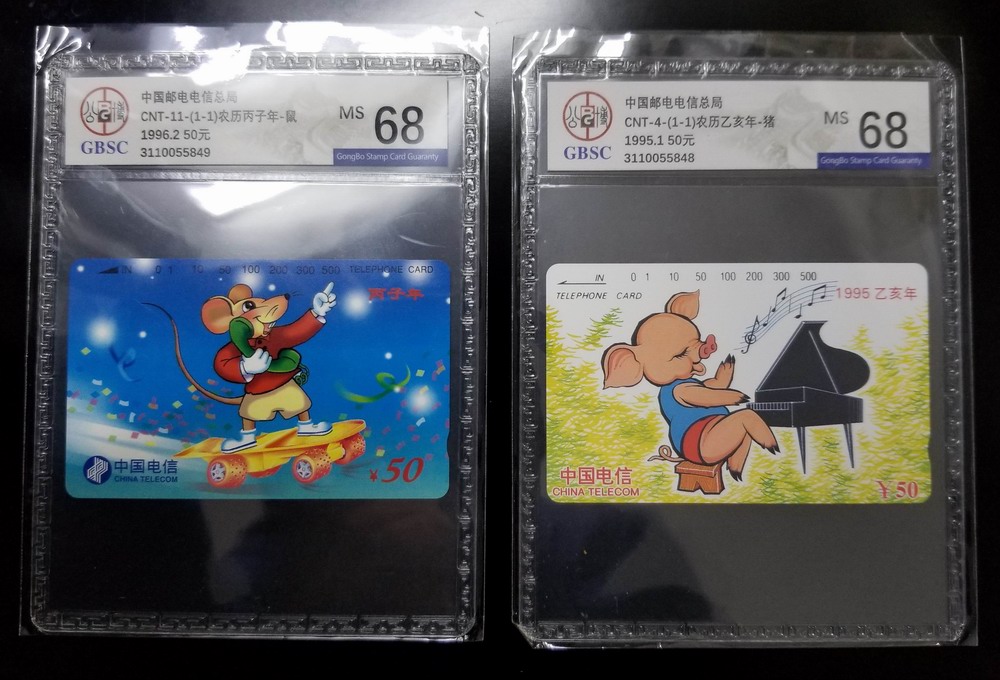 中国邮电电信总局
CNT-11-(1-1)农历丙子年-鼠
1996.2 50元
3110055849
GBSC
MS 68
GongBo Stamp Card Guaranty
IN 0 1 10 50 100 200 300 500 TELEPHONE CARD
丙子年
中国电信
CHINA TELECOM
¥50
中国邮电电信总局
CNT-4-(1-1)农历乙亥年-猪
1995.1 50元
3110055848
GBSC
MS 68
GongBo Stamp Card Guaranty
IN 0 1 10 50 100 200 300 500
TELEPHONE CARD
1995 乙亥年
中国电信
CHINA TELECOM
¥50